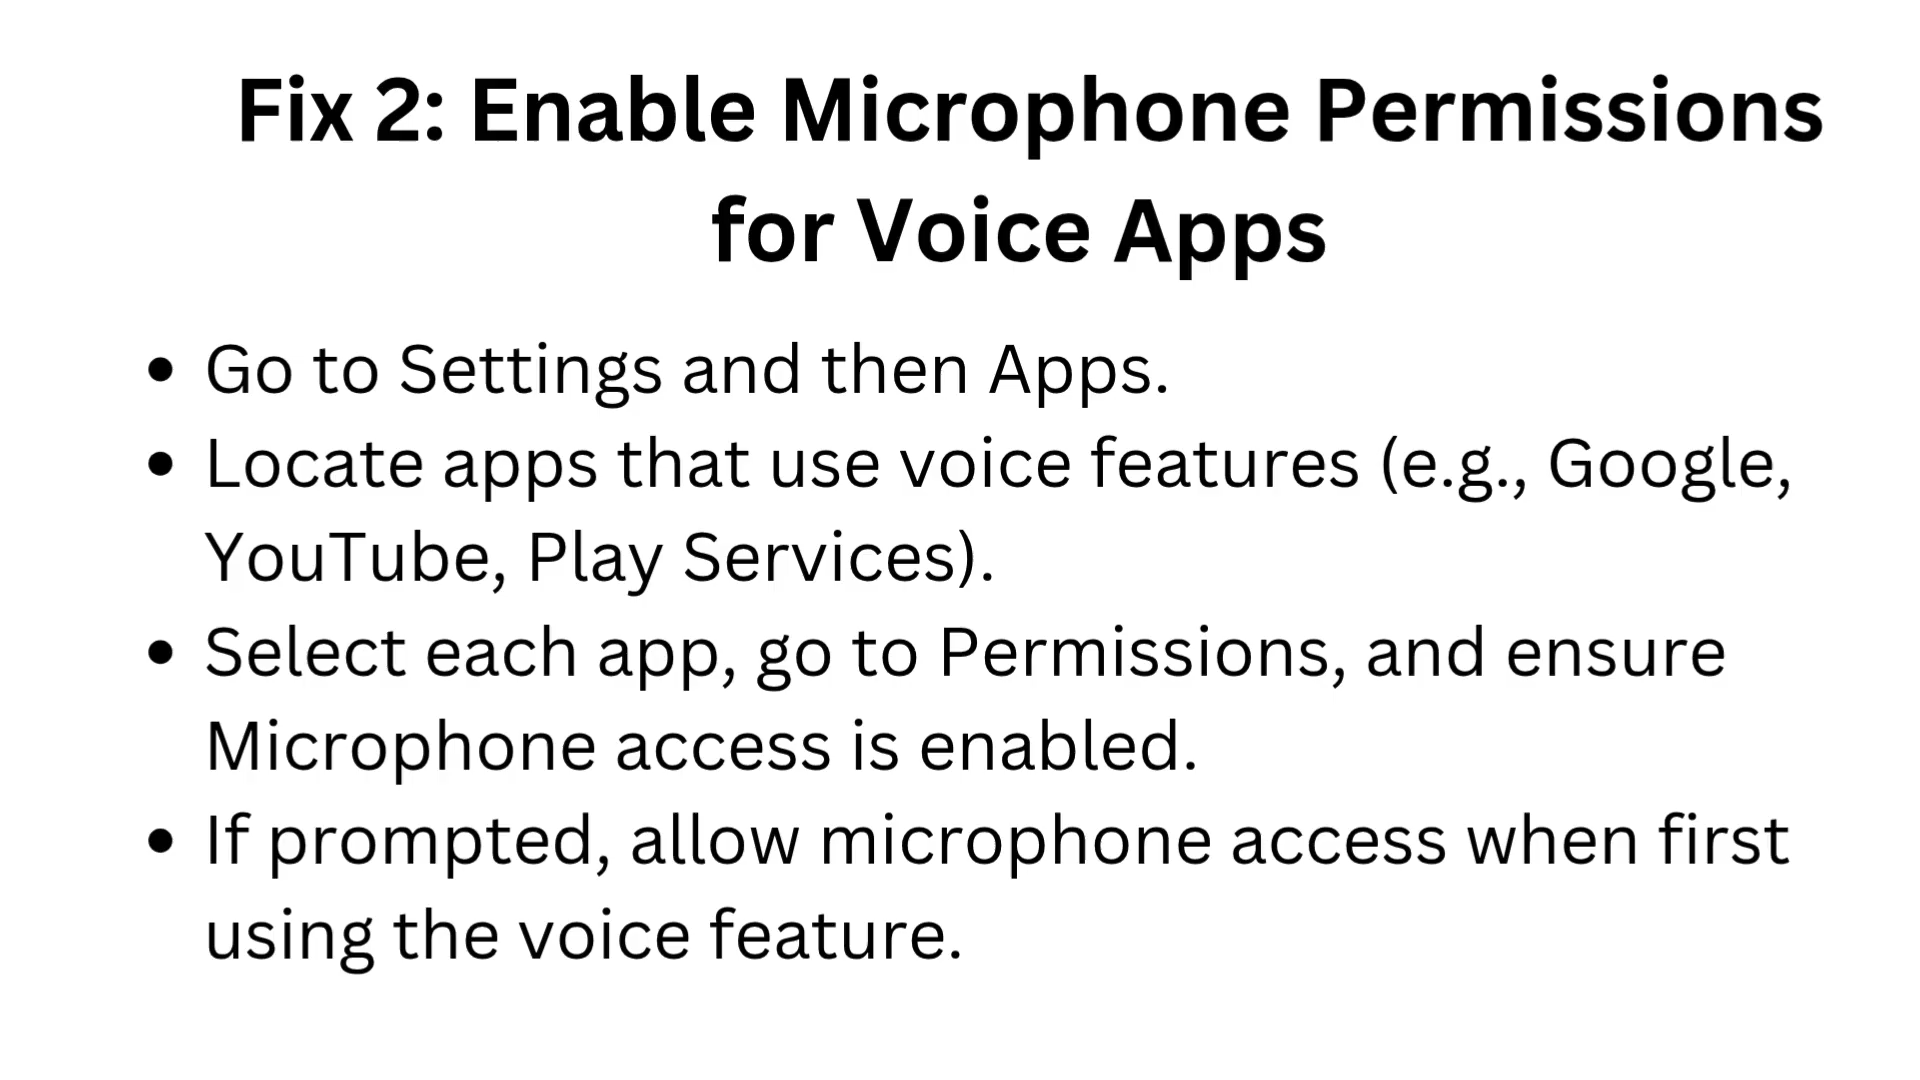 Fix 2: Enable Microphone Permissions
for Voice Apps
• Go to Settings and then Apps.
• Locate apps that use voice features (e.g., Google,
YouTube, Play Services).
• Select each app, go to Permissions, and ensure
Microphone access is enabled.
• If prompted, allow microphone access when first
using the voice feature.